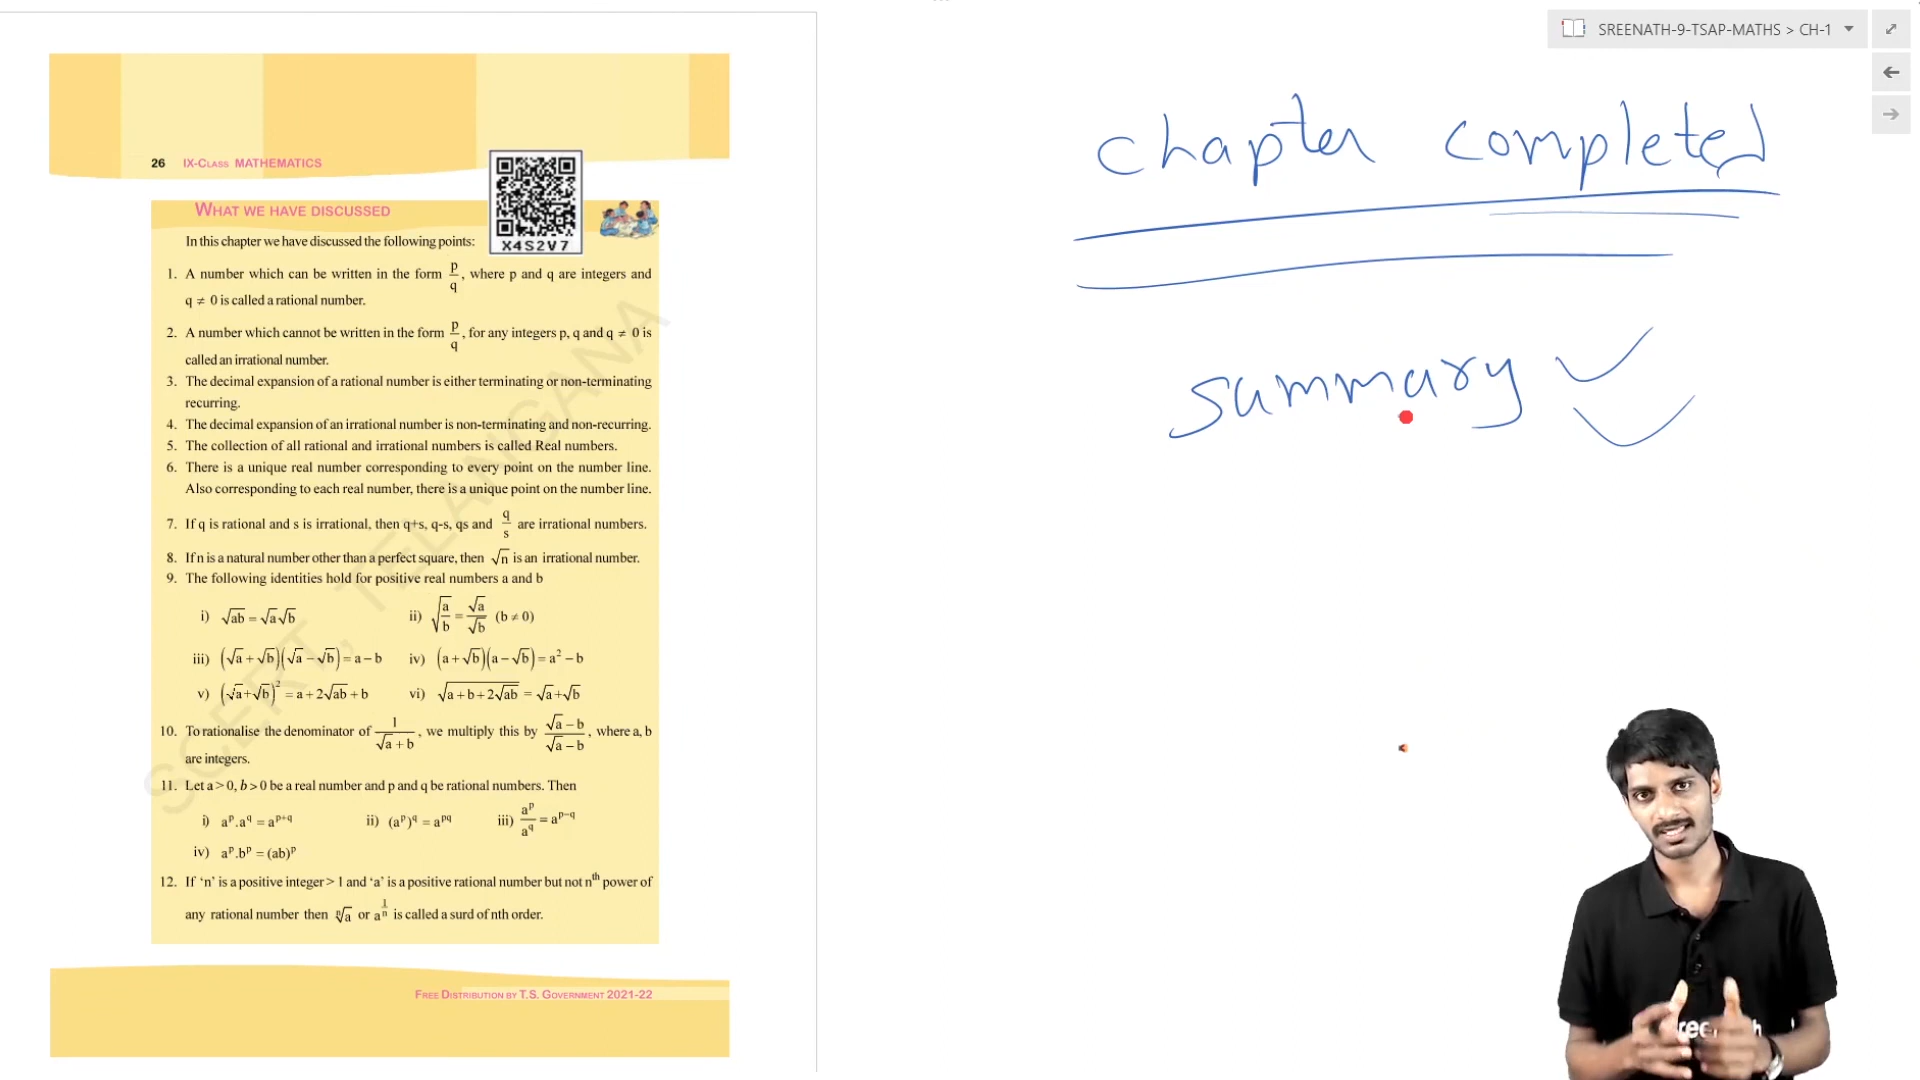 SREENATH-9-TSAP-MATHS > CH-1
26 IX-CLASS MATHEMATICS
X4S2V7
WHAT WE HAVE DISCUSSED
In this chapter we have discussed the following points:
1. A number which can be written in the form p/q, where p and q are integers and
q ≠ 0 is called a rational number.
2. A number which cannot be written in the form p/q, for any integers p, q and q ≠ 0 is
called an irrational number.
3. The decimal expansion of a rational number is either terminating or non-terminating
recurring.
4. The decimal expansion of an irrational number is non-terminating and non-recurring.
5. The collection of all rational and irrational numbers is called Real numbers.
6. There is a unique real number corresponding to every point on the number line.
Also corresponding to each real number, there is a unique point on the number line.
7. If q is rational and s is irrational, then q+s, q-s, qs and q/s are irrational numbers.
8. If n is a natural number other than a perfect square, then √n is an irrational number.
9. The following identities hold for positive real numbers a and b
i) √ab = √a√b ii) √(a/b) = √a/√b (b ≠ 0)
iii) (√a + √b)(√a − √b) = a − b iv) (a + √b)(a − √b) = a² − b
v) (√a + √b)² = a + 2√ab + b vi) √(a + b + 2√ab) = √a + √b
10. To rationalise the denominator of 1/(√a + b), we multiply this by (√a − b)/(√a − b), where a, b
are integers.
11. Let a > 0, b > 0 be a real number and p and q be rational numbers. Then
i) aᵖ.a^q = a^(p+q) ii) (aᵖ)^q = a^(pq) iii) aᵖ/a^q = a^(p−q)
iv) aᵖ.bᵖ = (ab)ᵖ
12. If ‘n’ is a positive integer > 1 and ‘a’ is a positive rational number but not nth power of
any rational number then ⁿ√a or a^(1/n) is called a surd of nth order.
SCERT, TELANGANA
FREE DISTRIBUTION BY T.S. GOVERNMENT 2021-22
chapter completed
summary